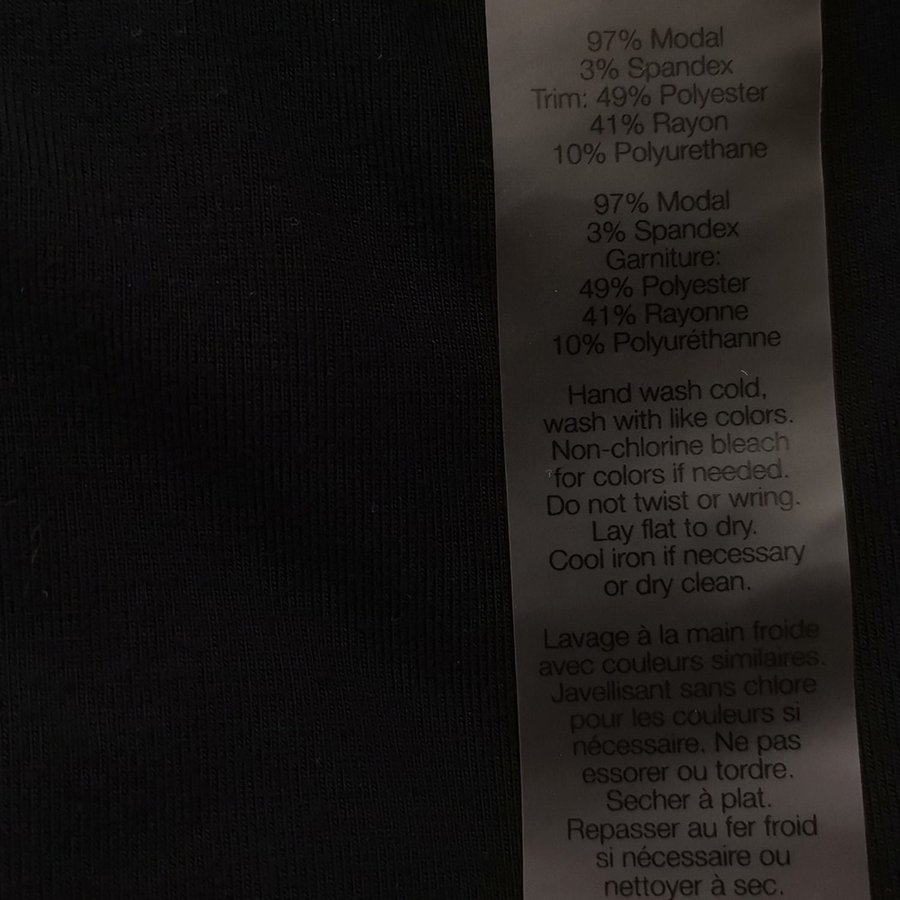 97% Modal
3% Spandex
Trim: 49% Polyester
41% Rayon
10% Polyurethane
97% Modal
3% Spandex
Garniture:
49% Polyester
41% Rayonne
10% Polyuréthanne
Hand wash cold,
wash with like colors.
Non-chlorine bleach
for colors if needed.
Do not twist or wring.
Lay flat to dry.
Cool iron if necessary
or dry clean.
Lavage à la main froide
avec couleurs similaires.
Javellisant sans chlore
pour les couleurs si
nécessaire. Ne pas
essorer ou tordre.
Secher à plat.
Repasser au fer froid
si nécessaire ou
nettoyer à sec.